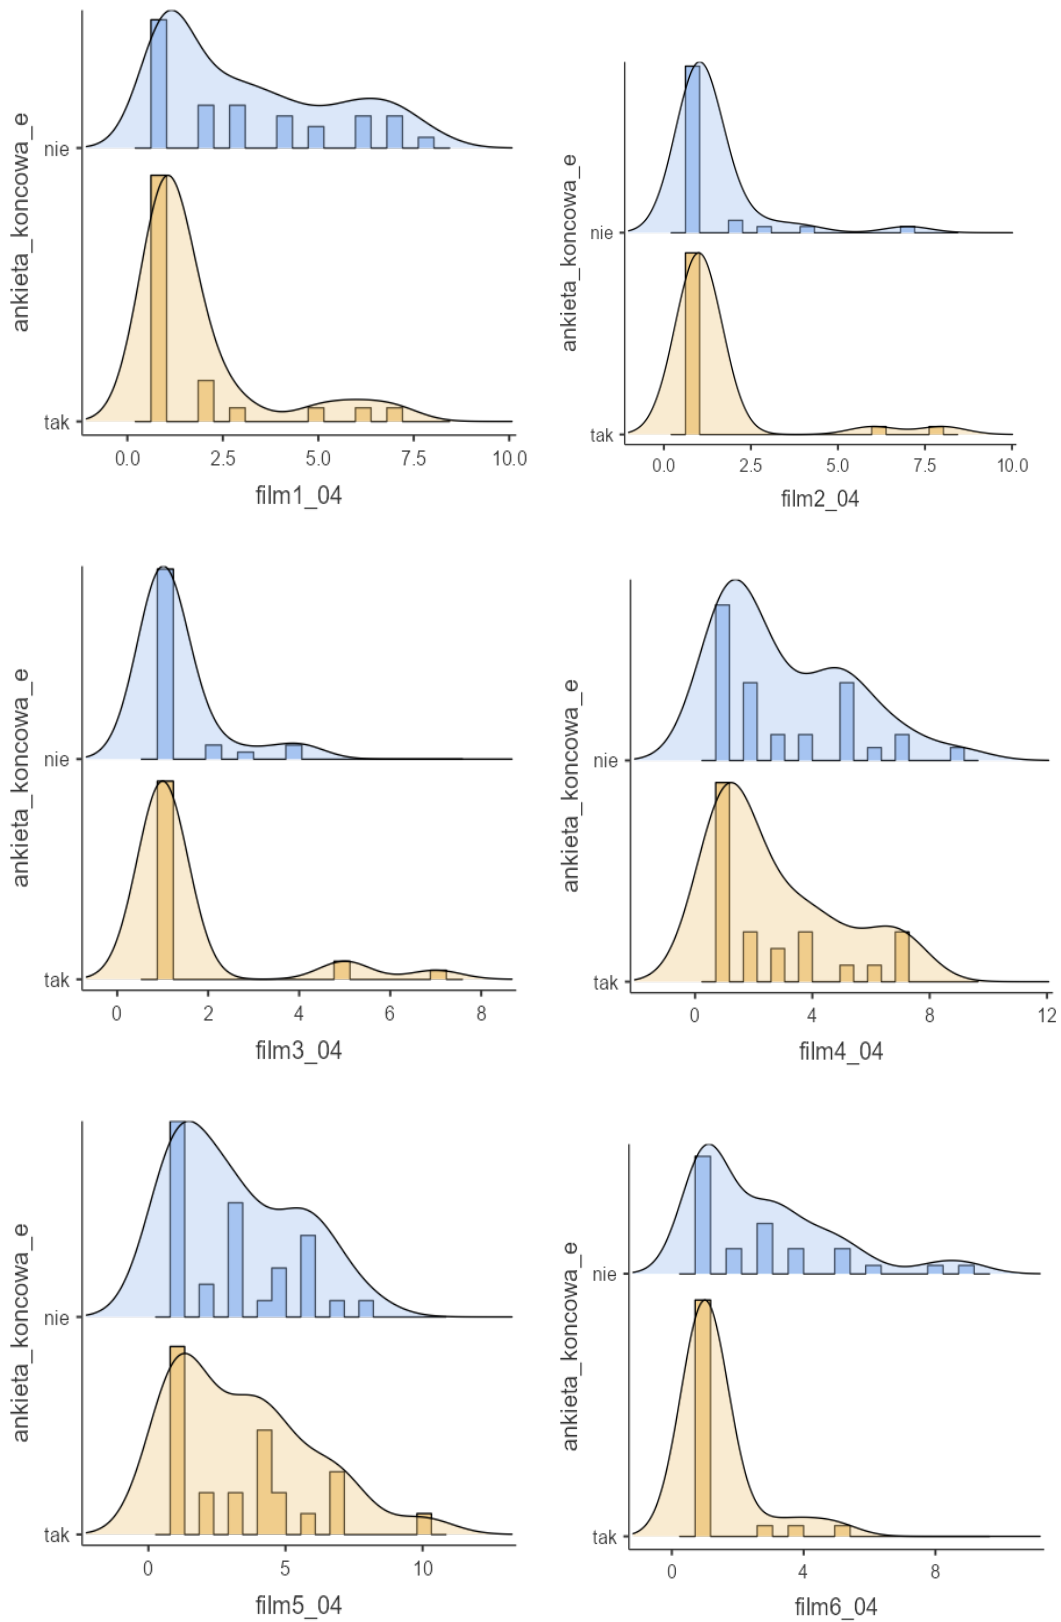 ankieta_koncowa_e
nie
tak
0.0 2.5 5.0 7.5 10.0
film1_04
ankieta_koncowa_e
nie
tak
0.0 2.5 5.0 7.5 10.0
film2_04
ankieta_koncowa_e
nie
ankieta_koncowa_e
tak
0 2 4 6 8
film3_04
ankieta_koncowa_e
nie
tak
0 4 8 12
film4_04
ankieta_koncowa_e
nie
tak
0 5 10
film5_04
ankieta_koncowa_e
nie
tak
0 4 8
film6_04